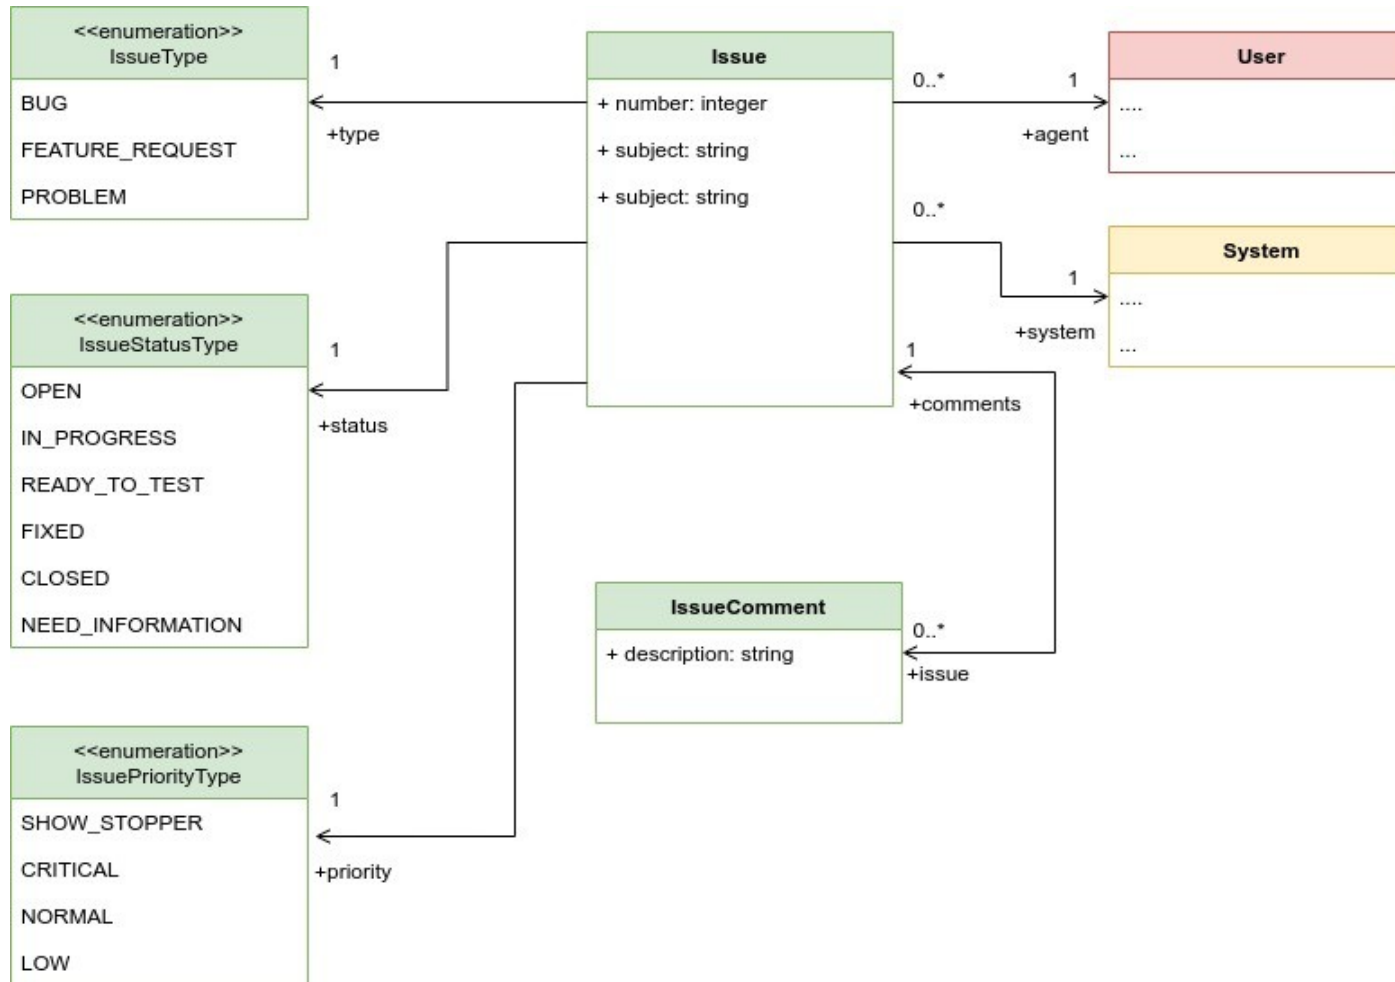 <<enumeration>>
IssueType
BUG
FEATURE_REQUEST
PROBLEM
1
+type
Issue
+ number: integer
+ subject: string
+ subject: string
0..*
1
+agent
User
....
...
0..*
1
+system
System
....
...
<<enumeration>>
IssueStatusType
OPEN
IN_PROGRESS
READY_TO_TEST
FIXED
CLOSED
NEED_INFORMATION
1
+status
1
+comments
IssueComment
+ description: string
0..*
+issue
<<enumeration>>
IssuePriorityType
SHOW_STOPPER
CRITICAL
NORMAL
LOW
1
+priority